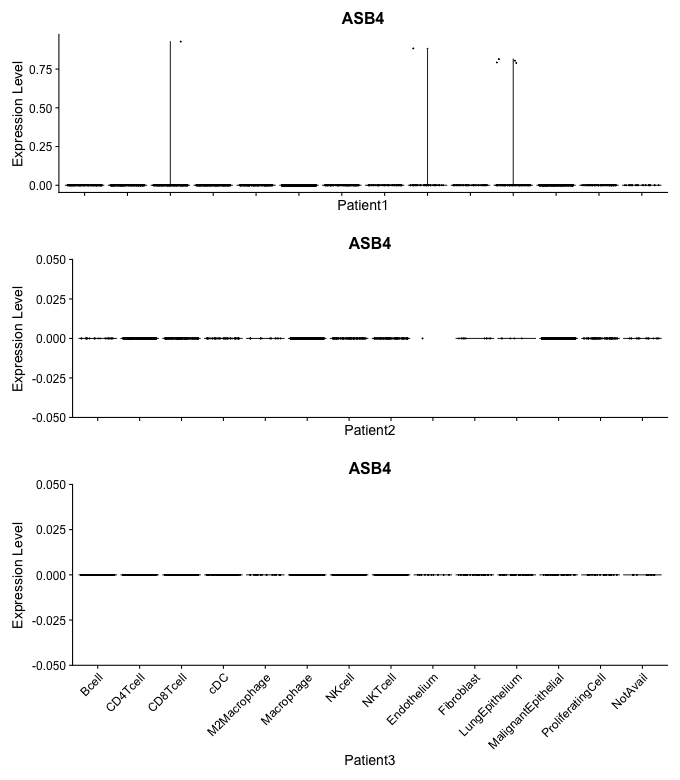 ASB4
Expression Level
0.75
0.50
0.25
0.00
Patient1
ASB4
Expression Level
0.050
0.025
0.000
-0.025
-0.050
Patient2
ASB4
Expression Level
0.050
0.025
0.000
-0.025
-0.050
Bcell
CD4Tcell
CD8Tcell
cDC
M2Macrophage
Macrophage
NKcell
NKTcell
Endothelium
Fibroblast
LungEpithelium
MalignantEpithelial
ProliferatingCell
NotAvail
Patient3